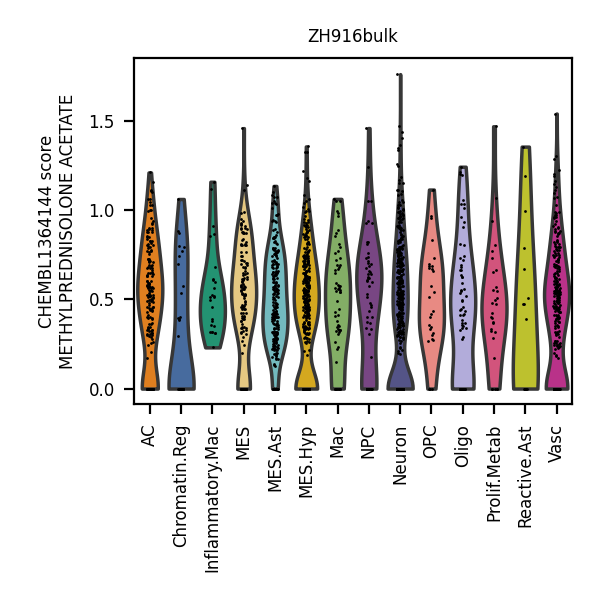 ZH916bulk
CHEMBL1364144 score
METHYLPREDNISOLONE ACETATE
1.5
1.0
0.5
0.0
AC
Chromatin.Reg
Inflammatory.Mac
MES
MES.Ast
MES.Hyp
Mac
NPC
Neuron
OPC
Oligo
Prolif.Metab
Reactive.Ast
Vasc